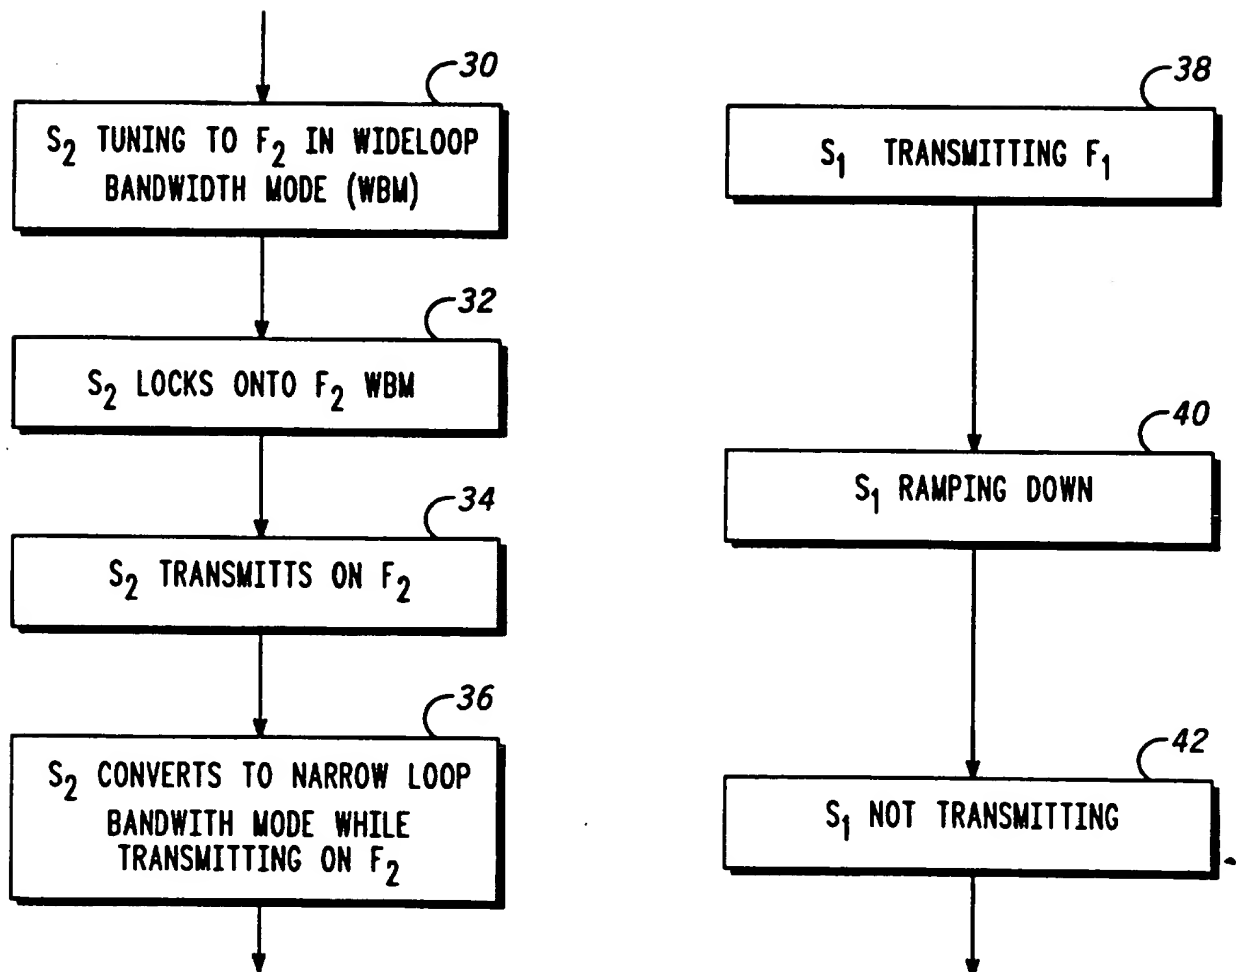 30
S₂ TUNING TO F₂ IN WIDELOOP
BANDWIDTH MODE (WBM)
32
S₂ LOCKS ONTO F₂ WBM
34
S₂ TRANSMITTS ON F₂
36
S₂ CONVERTS TO NARROW LOOP
BANDWITH MODE WHILE
TRANSMITTING ON F₂
38
S₁ TRANSMITTING F₁
40
S₁ RAMPING DOWN
42
S₁ NOT TRANSMITTING